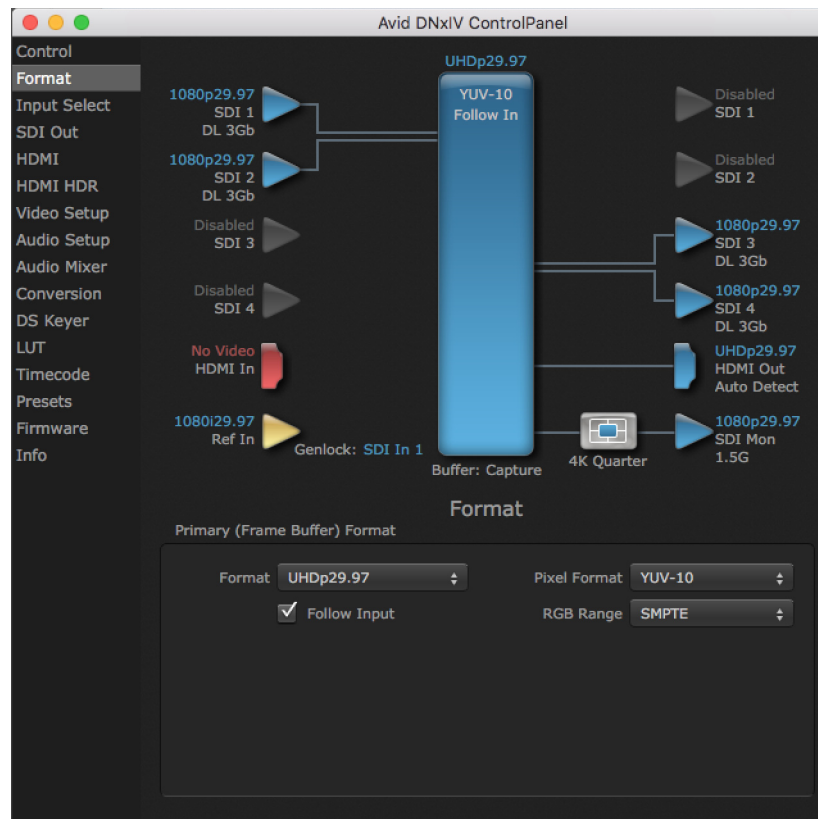 Avid DNxIV ControlPanel
Control
Format
Input Select
SDI Out
HDMI
HDMI HDR
Video Setup
Audio Setup
Audio Mixer
Conversion
DS Keyer
LUT
Timecode
Presets
Firmware
Info
1080p29.97
SDI 1
DL 3Gb
1080p29.97
SDI 2
DL 3Gb
Disabled
SDI 3
Disabled
SDI 4
No Video
HDMI In
1080i29.97
Ref In
Genlock: SDI In 1
UHDp29.97
YUV-10
Follow In
Buffer: Capture
Disabled
SDI 1
Disabled
SDI 2
1080p29.97
SDI 3
DL 3Gb
1080p29.97
SDI 4
DL 3Gb
UHDp29.97
HDMI Out
Auto Detect
4K Quarter
1080p29.97
SDI Mon
1.5G
Format
Primary (Frame Buffer) Format
Format UHDp29.97
Follow Input
Pixel Format YUV-10
RGB Range SMPTE